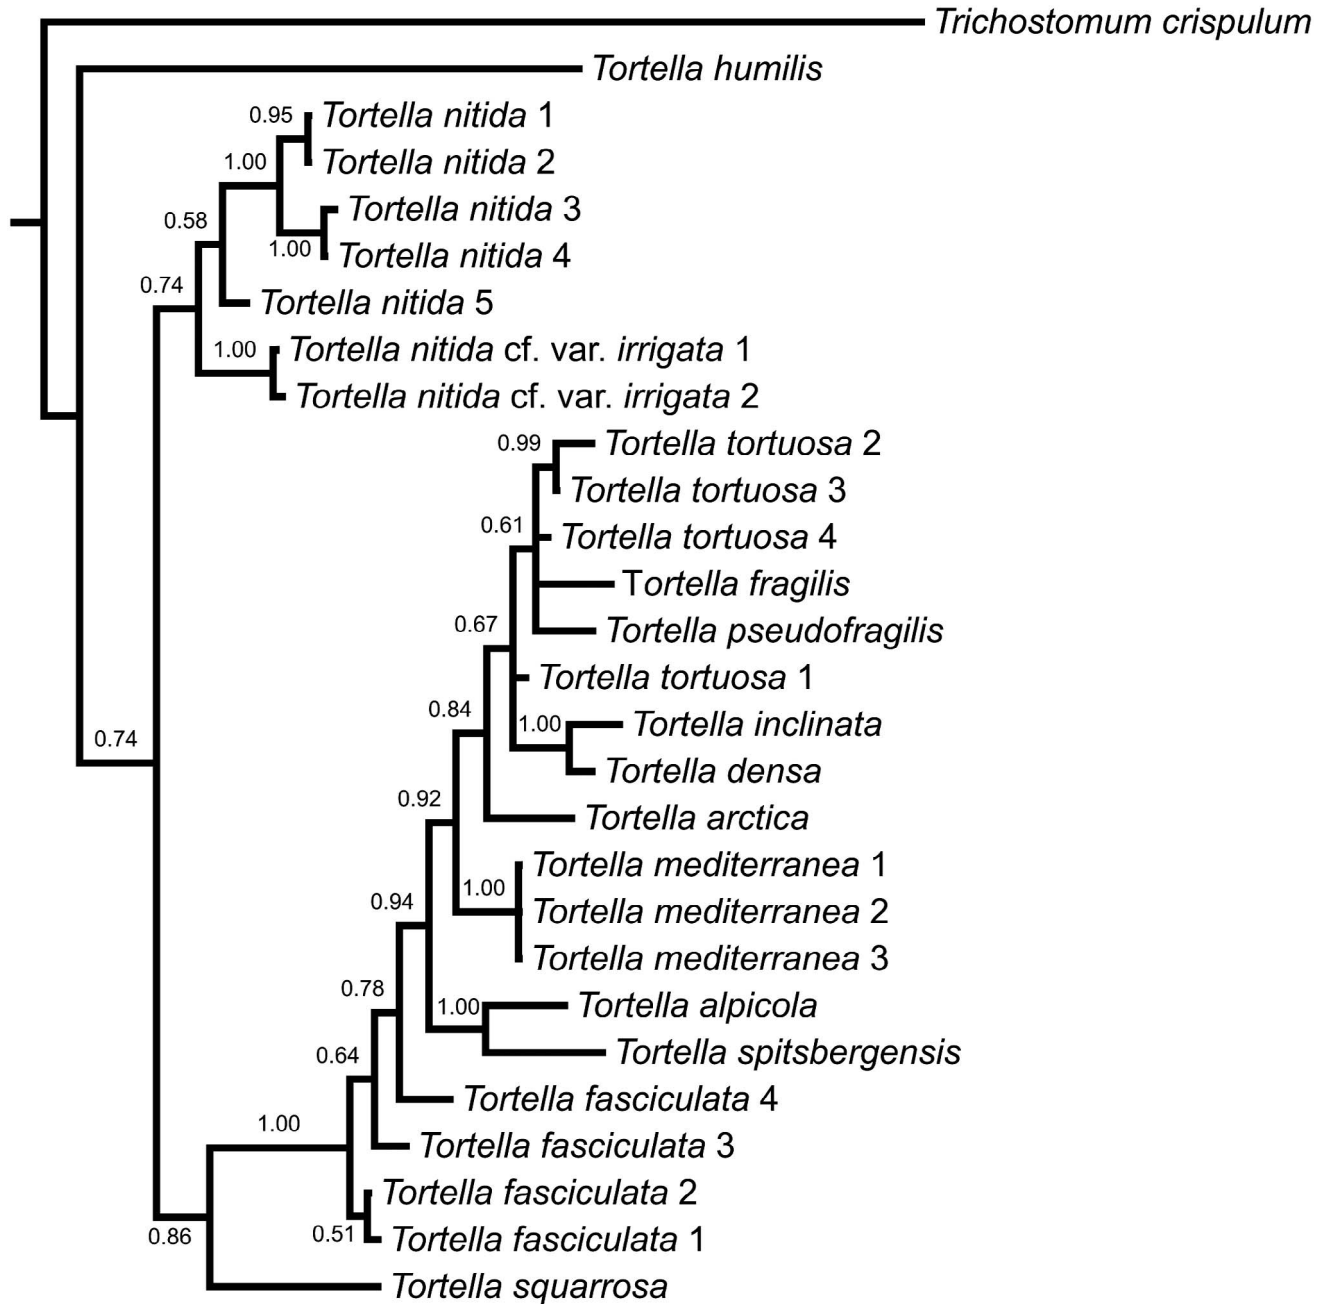 Trichostomum crispulum
Tortella humilis
0.95 Tortella nitida 1
Tortella nitida 2
1.00
Tortella nitida 3
0.58
1.00 Tortella nitida 4
0.74
Tortella nitida 5
1.00 Tortella nitida cf. var. irrigata 1
Tortella nitida cf. var. irrigata 2
0.99 Tortella tortuosa 2
Tortella tortuosa 3
0.61
Tortella tortuosa 4
Tortella fragilis
0.67
Tortella pseudofragilis
Tortella tortuosa 1
0.84
1.00 Tortella inclinata
0.74
Tortella densa
0.92
Tortella arctica
Tortella mediterranea 1
1.00
0.94
Tortella mediterranea 2
Tortella mediterranea 3
0.78
1.00 Tortella alpicola
0.64
Tortella spitsbergensis
Tortella fasciculata 4
1.00
Tortella fasciculata 3
Tortella fasciculata 2
0.86
0.51 Tortella fasciculata 1
Tortella squarrosa